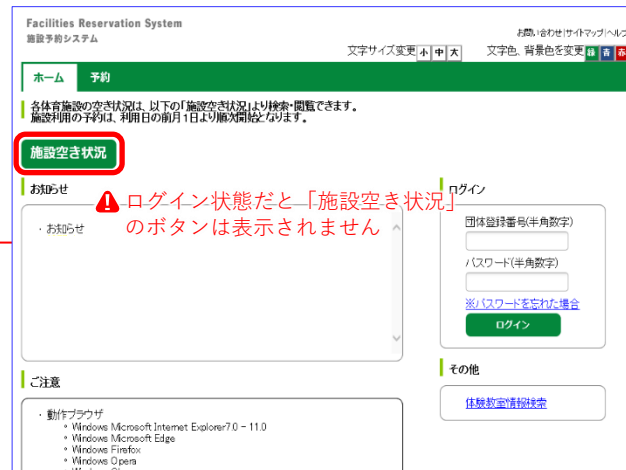 Facilities Reservation System
施設予約システム
お問い合わせ|サイトマップ|ヘルプ
文字サイズ変更 小 中 大 文字色、背景色を変更 緑 青 赤
ホーム 予約
各体育施設の空き状況は、以下の「施設空き状況」より検索・閲覧できます。
施設利用の予約は、利用日の前月1日より順次開始となります。
施設空き状況
お知らせ
ログイン
ログイン状態だと「施設空き状況」
のボタンは表示されません
・お知らせ
団体登録番号(半角数字)
パスワード(半角数字)
※パスワードを忘れた場合
ログイン
その他
体験教室情報検索
ご注意
・動作ブラウザ
Windows Microsoft Internet Explorer7.0 - 11.0
Windows Microsoft Edge
Windows Firefox
Windows Opera